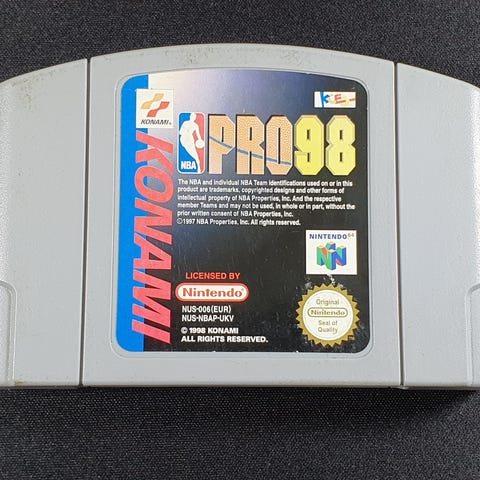 KONAMI
KCE
NBA
PRO 98
The NBA and individual NBA Team identifications used on or in this
product are trademarks, copyrighted designs and other forms of
intellectual property of NBA Properties, Inc. And the respective
member Teams and may not be used, in whole or in part, without the
prior written consent of NBA Properties, Inc.
©1997 NBA Properties, Inc. All rights reserved.
KONAMI
NINTENDO 64
N
LICENSED BY
Nintendo
NUS-006(EUR)
NUS-NBAP-UKV
© 1998 KONAMI
ALL RIGHTS RESERVED.
Original
Nintendo
Seal of
Quality